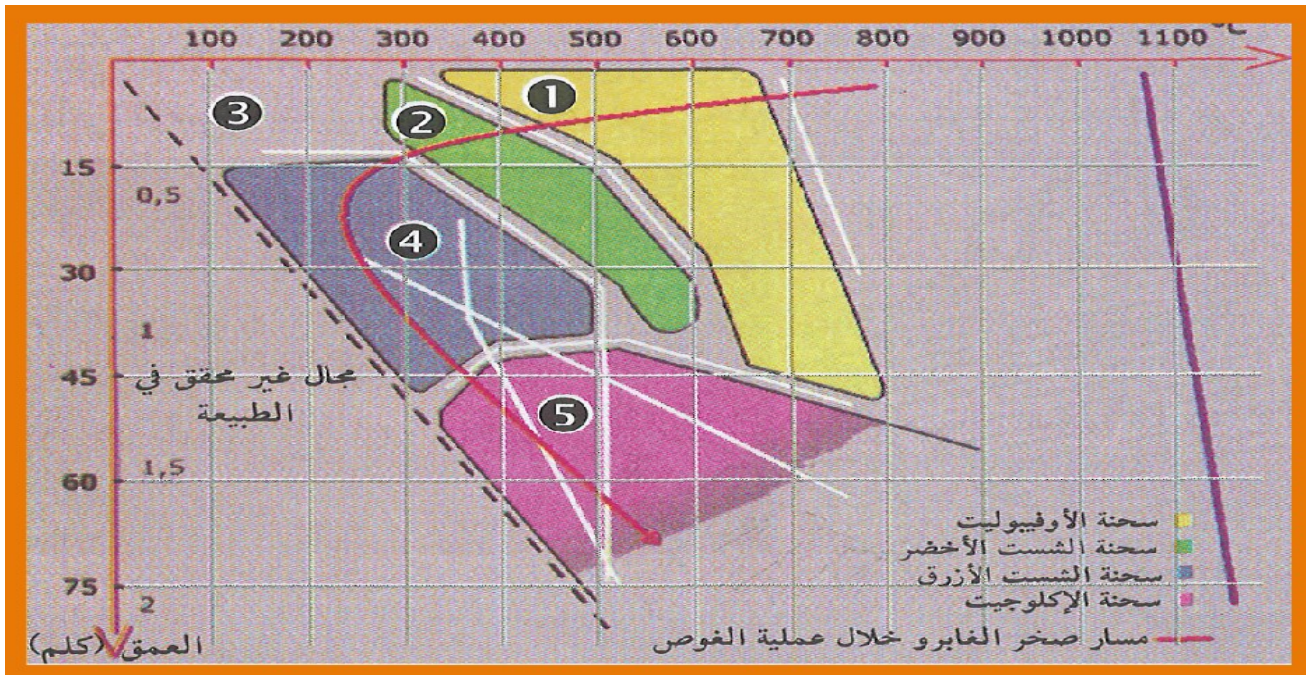 100 200 300 400 500 600 700 800 900 1000 1100 °C
1
2
3
15
0,5
4
30
1
45
مجال غير محقق في
الطبيعة
5
1,5
60
سحنة الأوفيوليت
سحنة الشست الأخضر
سحنة الشست الأزرق
75
2
سحنة الإكلوجيت
مسار صخر الغابرو خلال عملية الغوص
العمق (كلم)